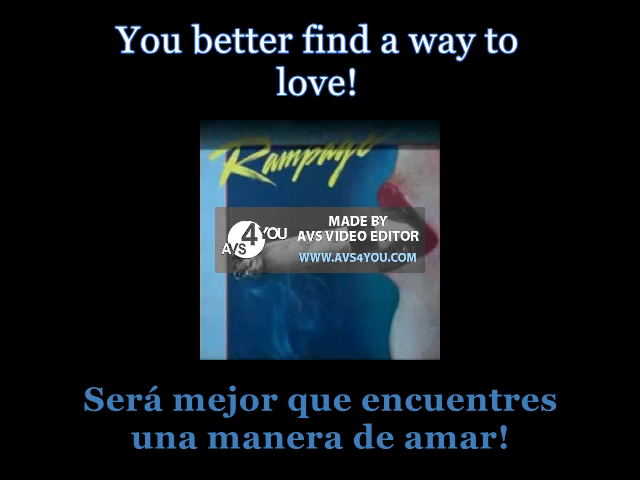 You better find a way to
love!
Rampage
AVS4YOU
MADE BY
AVS VIDEO EDITOR
WWW.AVS4YOU.COM
Será mejor que encuentres
una manera de amar!